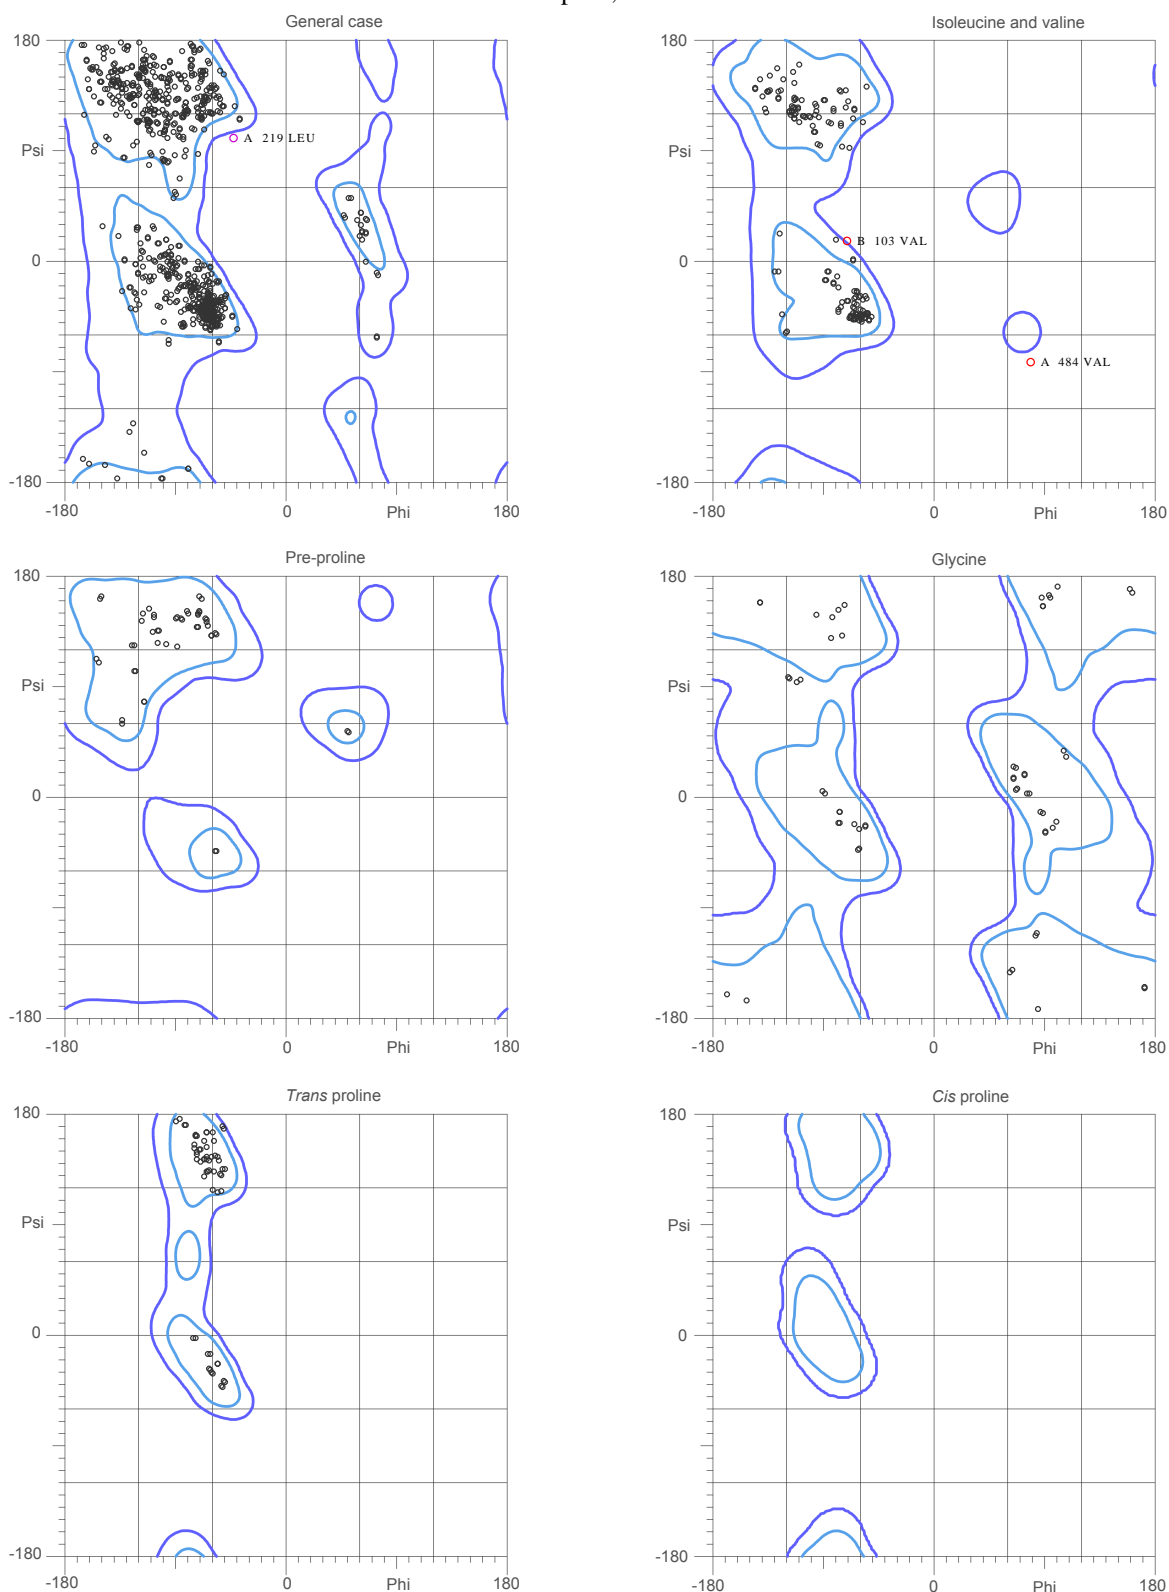 General case
180
Psi
0
-180
-180
0
Phi
180
A 219 LEU
Isoleucine and valine
180
Psi
0
-180
-180
0
Phi
180
B 103 VAL
A 484 VAL
Pre-proline
180
Psi
0
-180
-180
0
Phi
180
Glycine
180
Psi
0
-180
-180
0
Phi
180
Trans proline
180
Psi
0
-180
-180
0
Phi
180
Cis proline
180
Psi
0
-180
-180
0
Phi
180